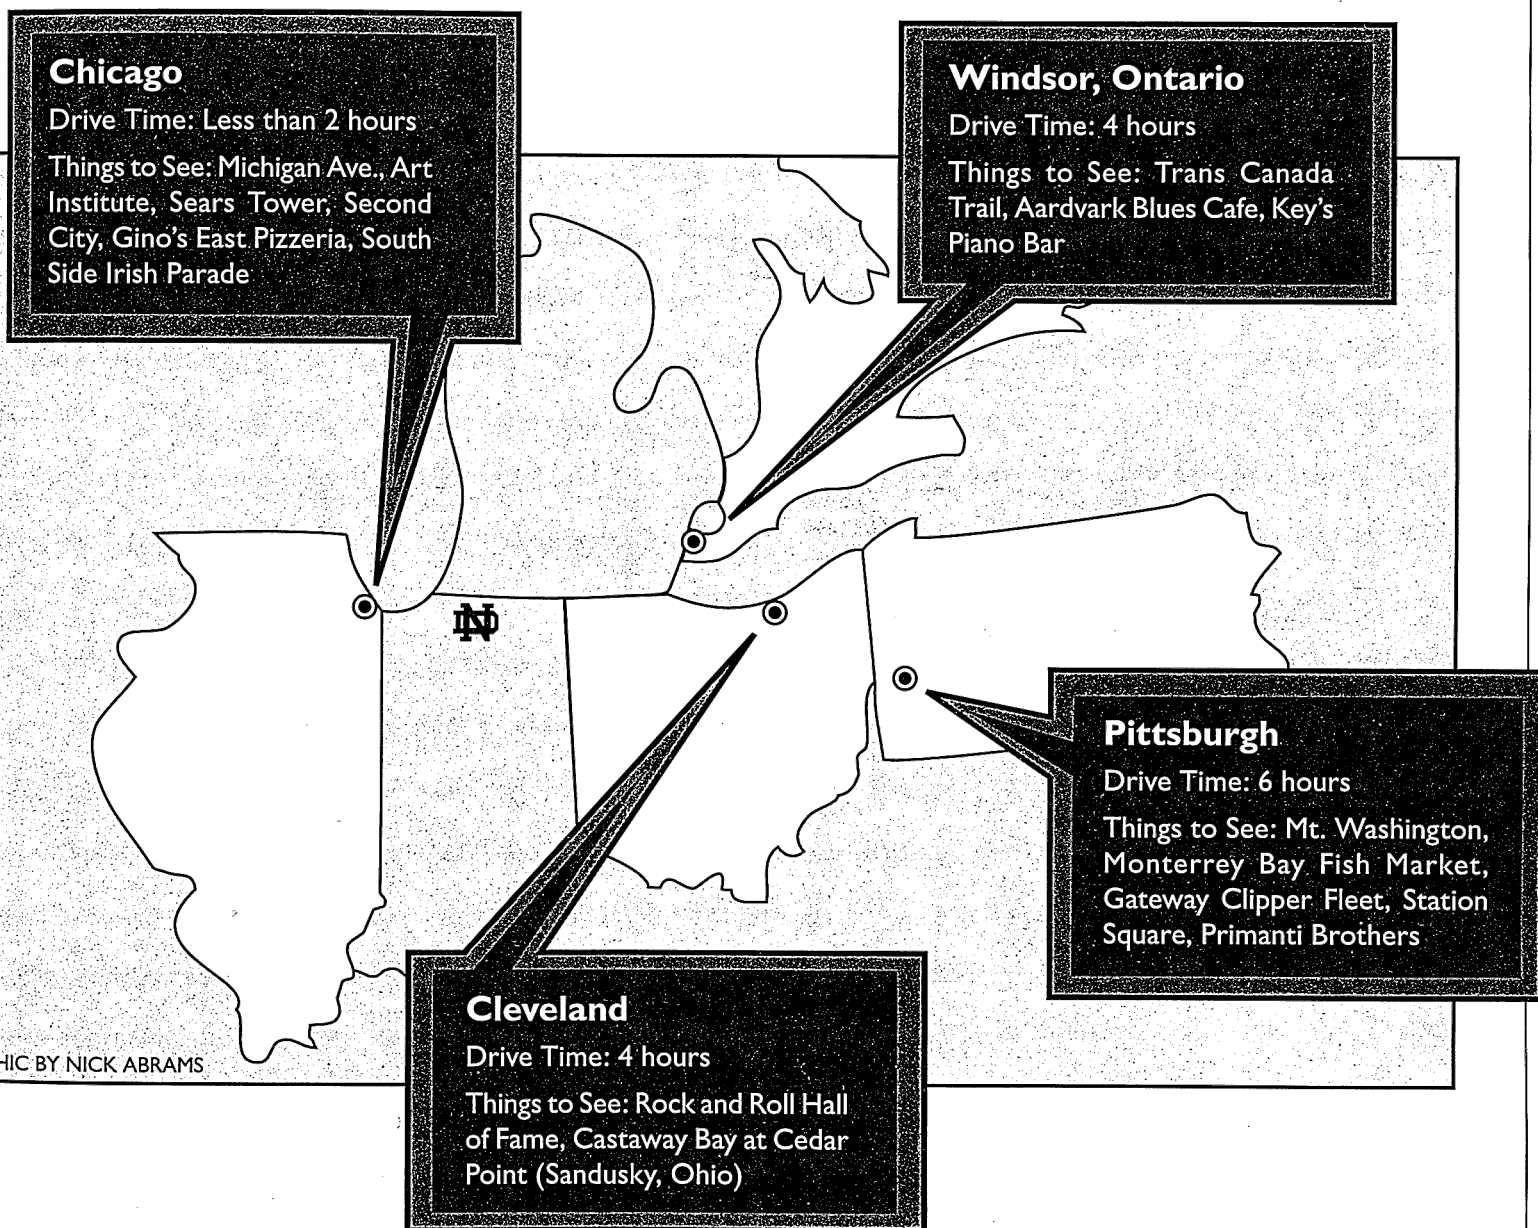 Chicago
Drive Time: Less than 2 hours
Things to See: Michigan Ave., Art
Institute, Sears Tower, Second
City, Gino's East Pizzeria, South
Side Irish Parade
Windsor, Ontario
Drive Time: 4 hours
Things to See: Trans Canada
Trail, Aardvark Blues Cafe, Key's
Piano Bar
ND
Pittsburgh
Drive Time: 6 hours
Things to See: Mt. Washington,
Monterrey Bay Fish Market,
Gateway Clipper Fleet, Station
Square, Primanti Brothers
Cleveland
Drive Time: 4 hours
Things to See: Rock and Roll Hall
of Fame, Castaway Bay at Cedar
Point (Sandusky, Ohio)
HIC BY NICK ABRAMS